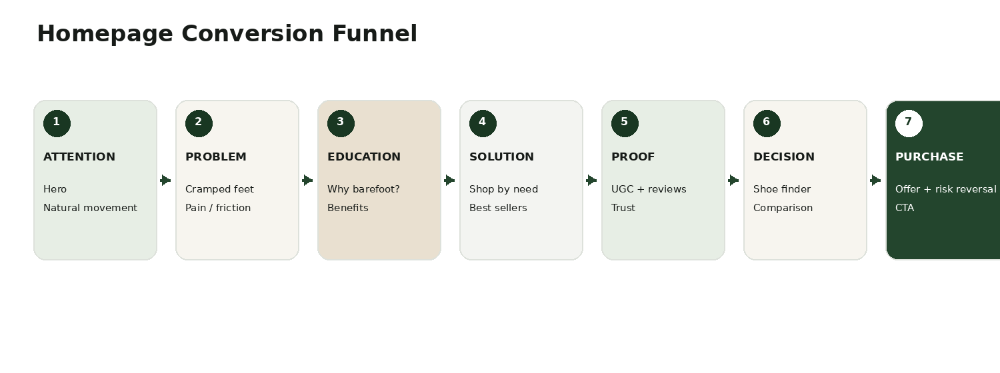 Homepage Conversion Funnel
1
ATTENTION
Hero
Natural movement
2
PROBLEM
Cramped feet
Pain / friction
3
EDUCATION
Why barefoot?
Benefits
4
SOLUTION
Shop by need
Best sellers
5
PROOF
UGC + reviews
Trust
6
DECISION
Shoe finder
Comparison
7
PURCHASE
Offer + risk reversal
CTA